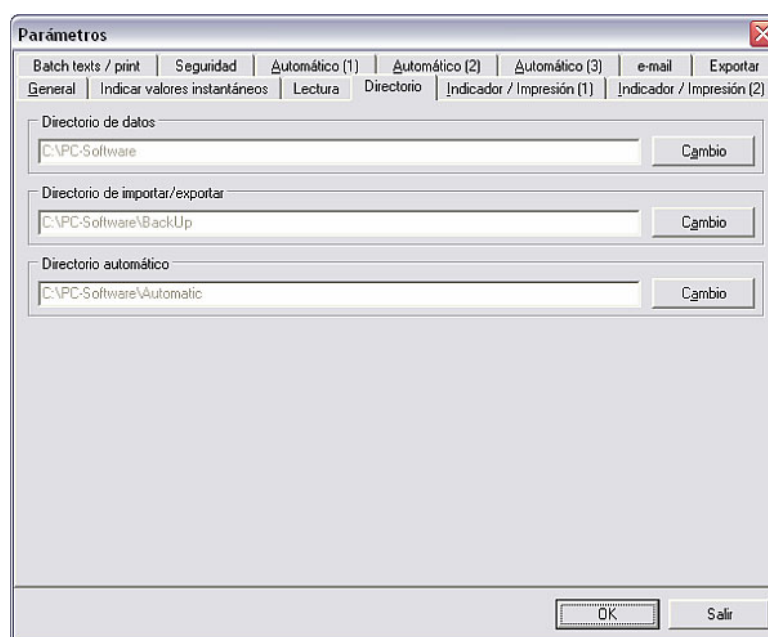 Parámetros
Batch texts / print Seguridad Automático (1) Automático (2) Automático (3) e-mail Exportar
General Indicar valores instantáneos Lectura Directorio Indicador / Impresión (1) Indicador / Impresión (2)
Directorio de datos
C:\PC-Software Cambio
Directorio de importar/exportar
C:\PC-Software\BackUp Cambio
Directorio automático
C:\PC-Software\Automatic Cambio
OK Salir